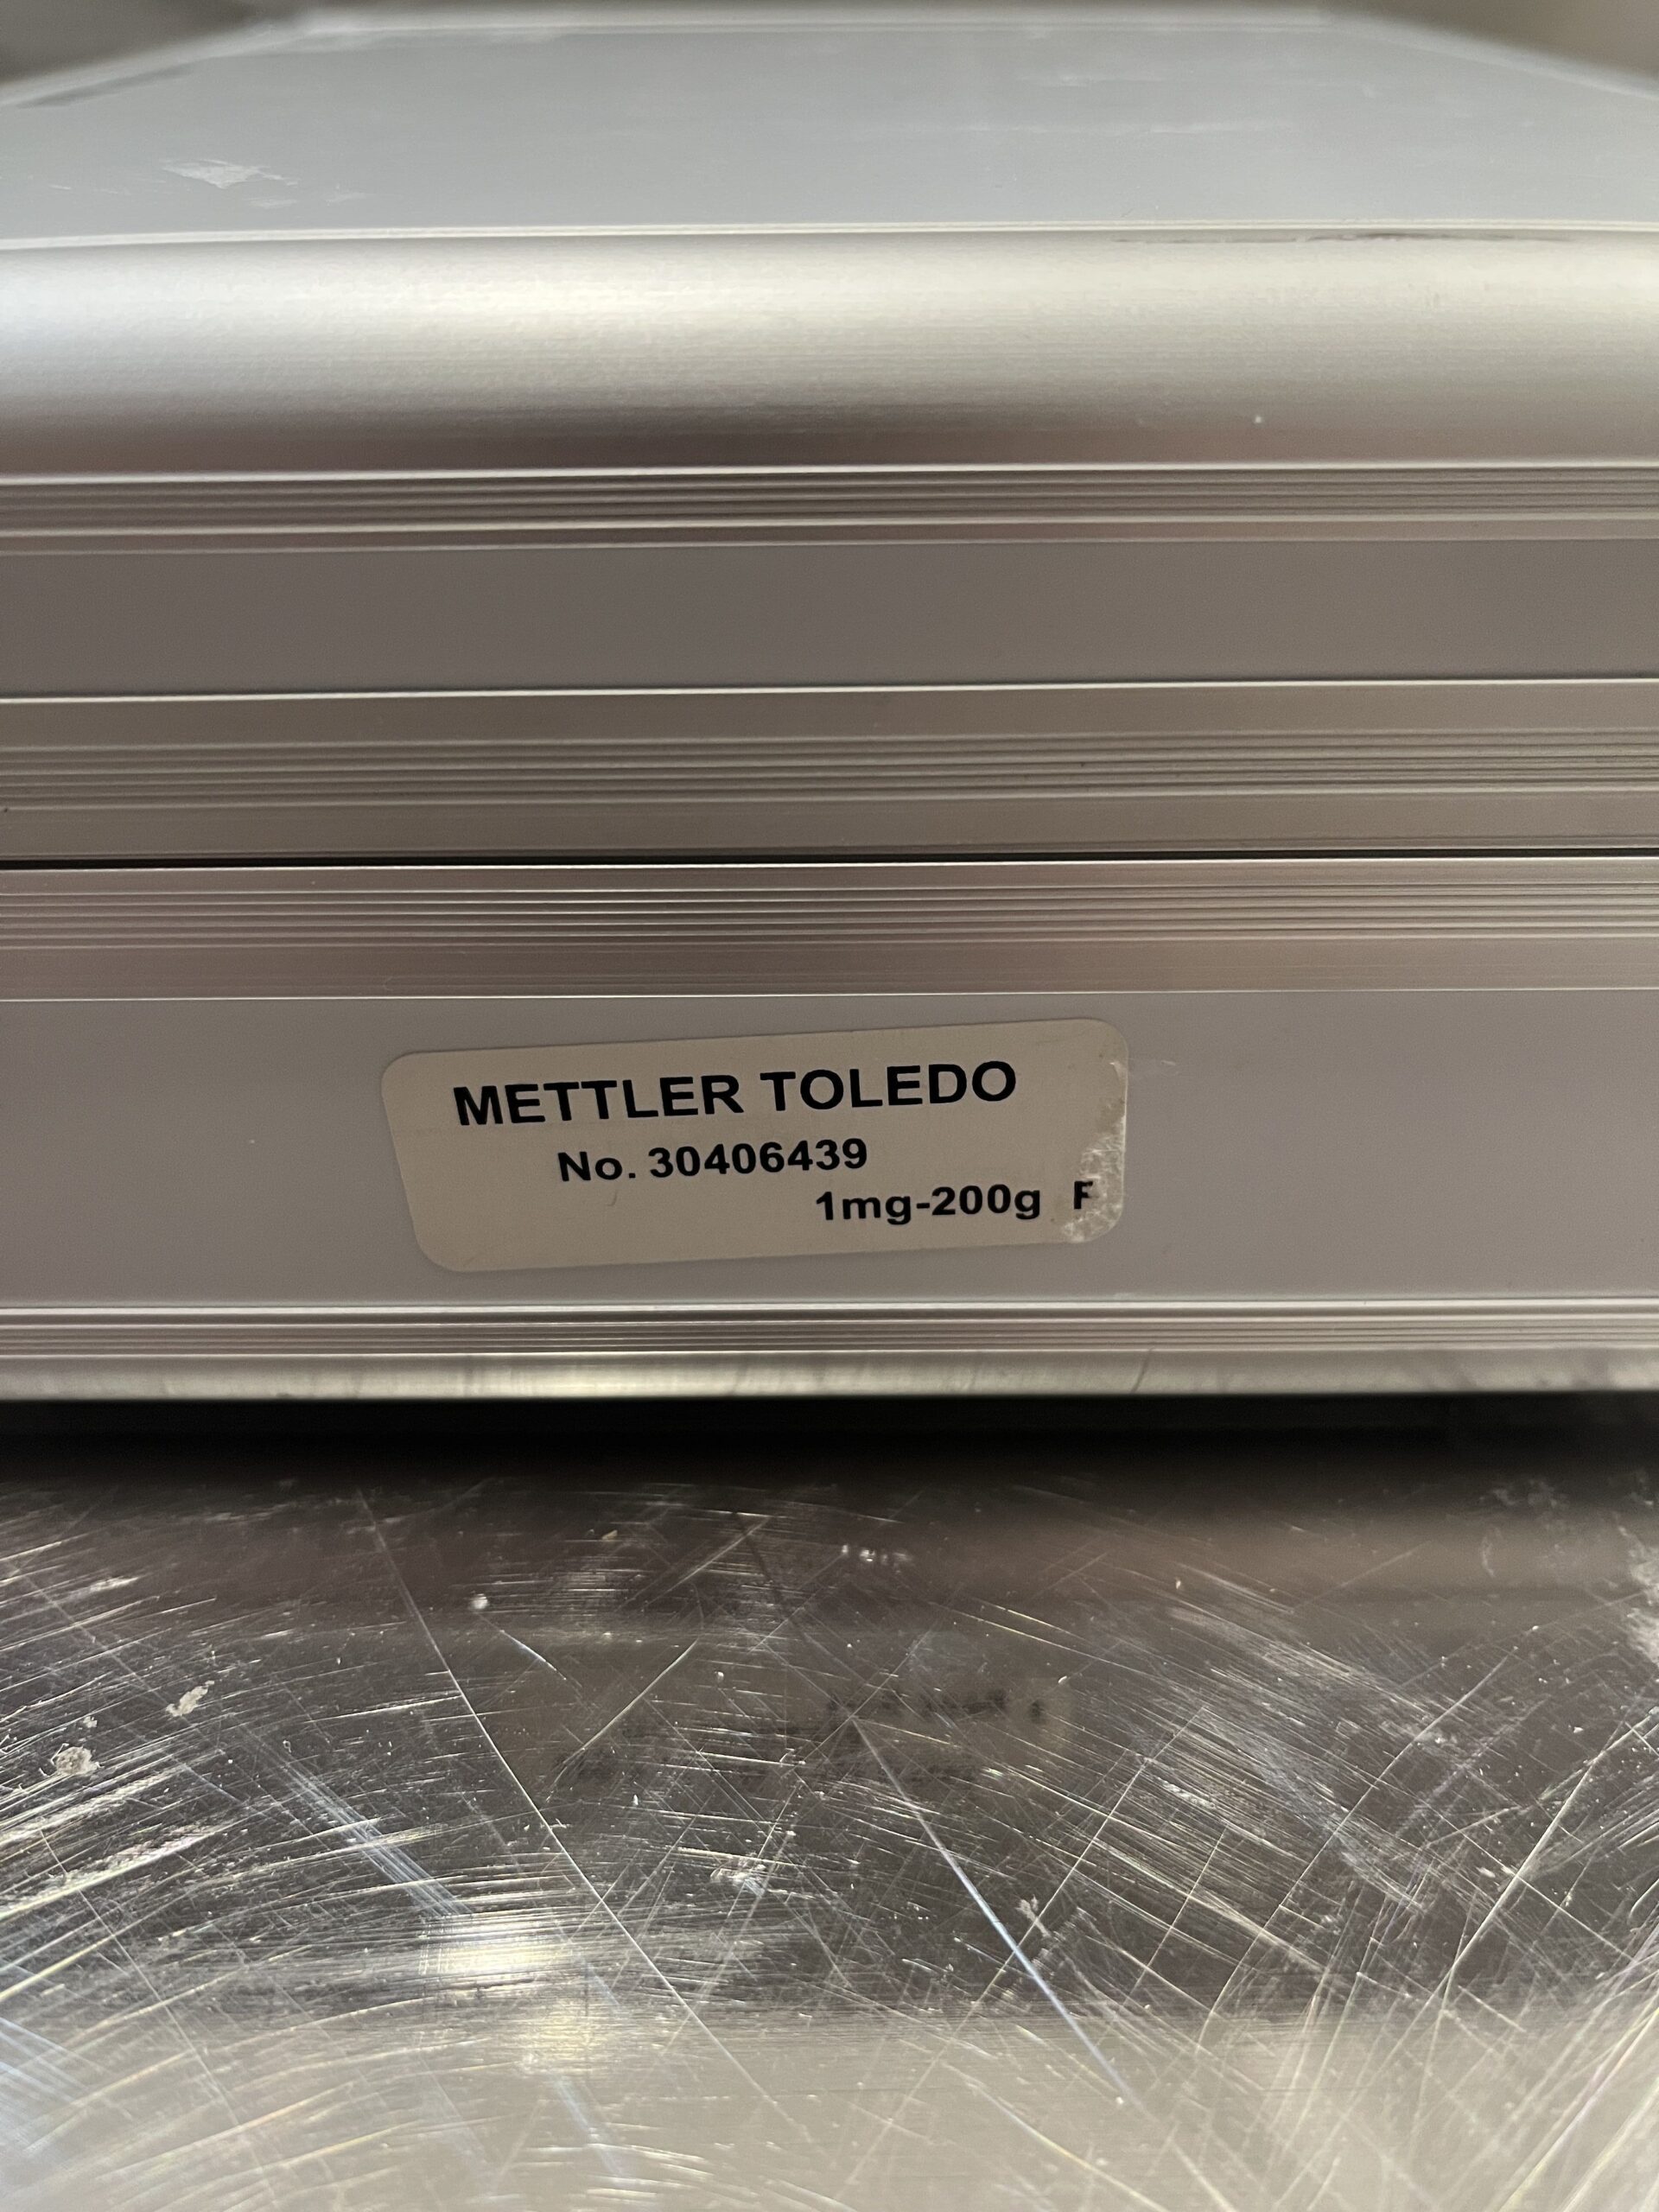 METTLER TOLEDO
No. 30406439
1mg-200g F